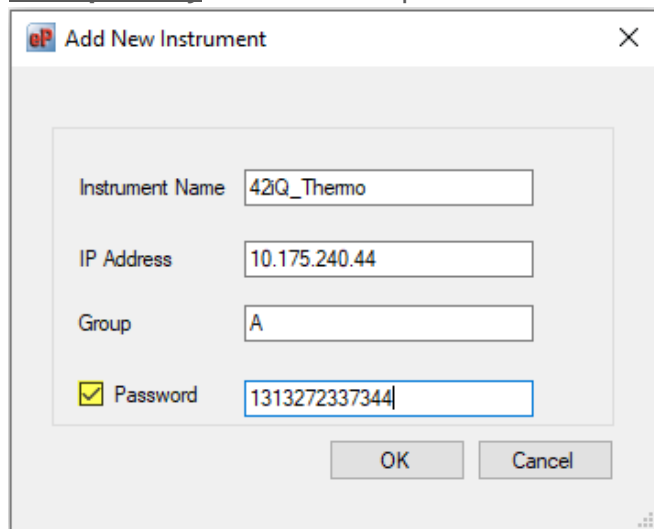 eP Add New Instrument
Instrument Name 42iQ_Thermo
IP Address 10.175.240.44
Group A
Password 1313272337344
OK Cancel